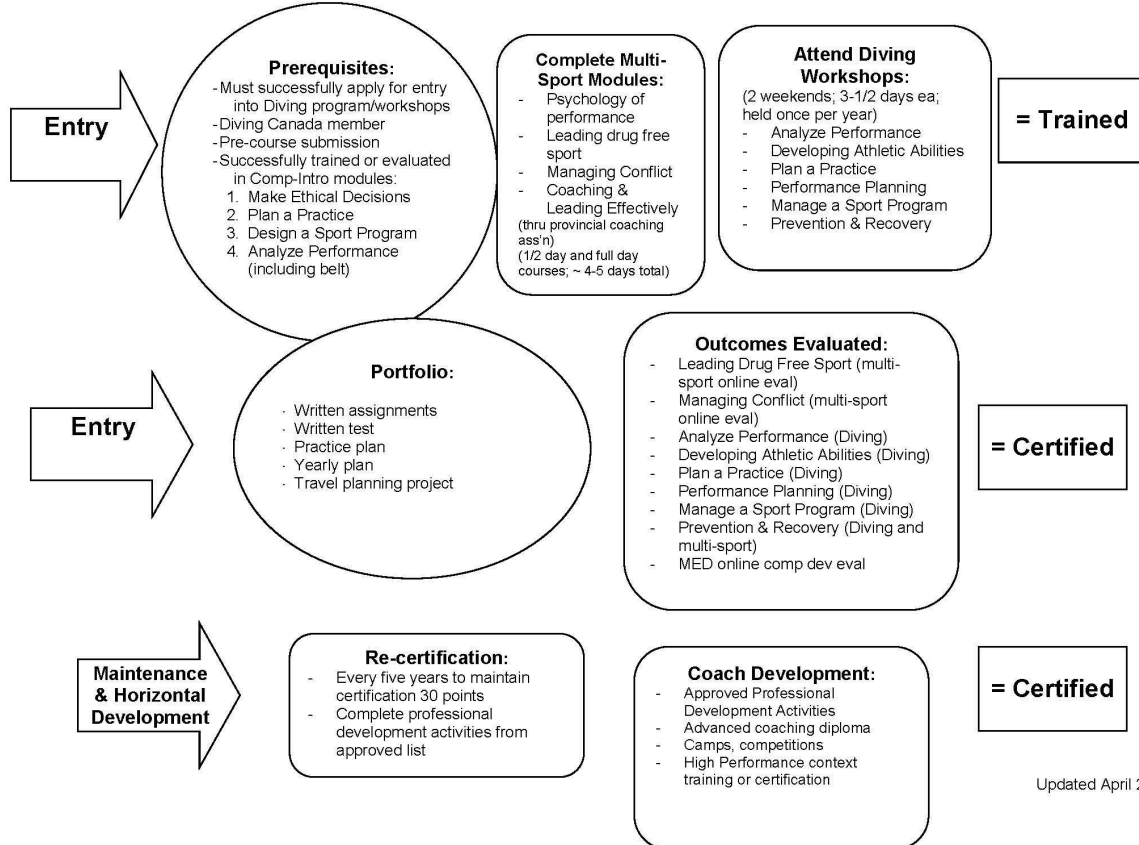 Entry
Prerequisites:
-Must successfully apply for entry
into Diving program/workshops
-Diving Canada member
-Pre-course submission
-Successfully trained or evaluated
in Comp-Intro modules:
1. Make Ethical Decisions
2. Plan a Practice
3. Design a Sport Program
4. Analyze Performance
(including belt)
Complete Multi-
Sport Modules:
- Psychology of
performance
- Leading drug free
sport
- Managing Conflict
- Coaching &
Leading Effectively
(thru provincial coaching
ass'n)
(1/2 day and full day
courses; ~ 4-5 days total)
Attend Diving
Workshops:
(2 weekends; 3-1/2 days ea;
held once per year)
- Analyze Performance
- Developing Athletic Abilities
- Plan a Practice
- Performance Planning
- Manage a Sport Program
- Prevention & Recovery
= Trained
Entry
Portfolio:
· Written assignments
· Written test
· Practice plan
· Yearly plan
· Travel planning project
Outcomes Evaluated:
- Leading Drug Free Sport (multi-
sport online eval)
- Managing Conflict (multi-sport
online eval)
- Analyze Performance (Diving)
- Developing Athletic Abilities (Diving)
- Plan a Practice (Diving)
- Performance Planning (Diving)
- Manage a Sport Program (Diving)
- Prevention & Recovery (Diving and
multi-sport)
- MED online comp dev eval
= Certified
Maintenance
& Horizontal
Development
Re-certification:
- Every five years to maintain
certification 30 points
- Complete professional
development activities from
approved list
Coach Development:
- Approved Professional
Development Activities
- Advanced coaching diploma
- Camps, competitions
- High Performance context
training or certification
= Certified
Updated April 2